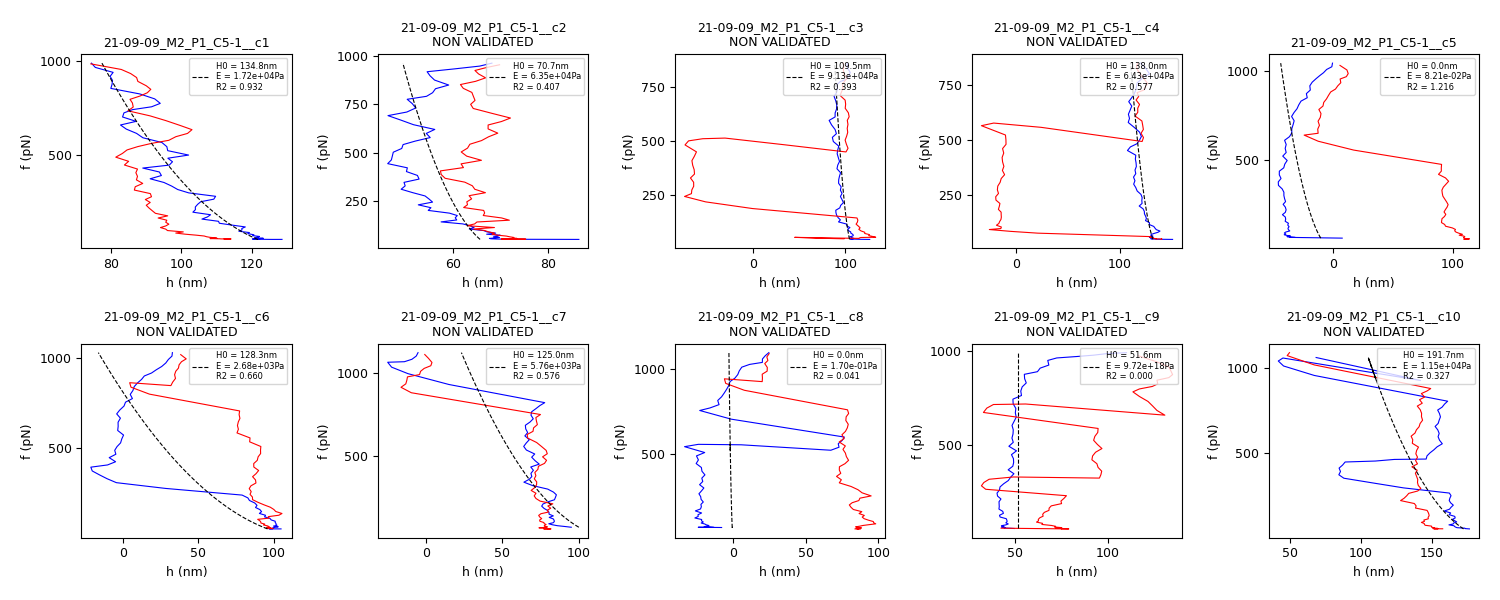 21-09-09_M2_P1_C5-1__c1
H0 = 134.8nm
E = 1.72e+04Pa
R2 = 0.932
1000
500
f (pN)
80 100 120
h (nm)
21-09-09_M2_P1_C5-1__c2
NON VALIDATED
H0 = 70.7nm
E = 6.35e+04Pa
R2 = 0.407
1000
750
500
250
f (pN)
60 80
h (nm)
21-09-09_M2_P1_C5-1__c3
NON VALIDATED
H0 = 109.5nm
E = 9.13e+04Pa
R2 = 0.393
750
500
250
f (pN)
0 100
h (nm)
21-09-09_M2_P1_C5-1__c4
NON VALIDATED
H0 = 138.0nm
E = 6.43e+04Pa
R2 = 0.577
750
500
250
f (pN)
0 100
h (nm)
21-09-09_M2_P1_C5-1__c5
H0 = 0.0nm
E = 8.21e-02Pa
R2 = 1.216
1000
500
f (pN)
0 100
h (nm)
21-09-09_M2_P1_C5-1__c6
NON VALIDATED
H0 = 128.3nm
E = 2.68e+03Pa
R2 = 0.660
1000
500
f (pN)
0 50 100
h (nm)
21-09-09_M2_P1_C5-1__c7
NON VALIDATED
H0 = 125.0nm
E = 5.76e+03Pa
R2 = 0.576
1000
500
f (pN)
0 50 100
h (nm)
21-09-09_M2_P1_C5-1__c8
NON VALIDATED
H0 = 0.0nm
E = 1.70e-01Pa
R2 = 0.041
1000
500
f (pN)
0 50 100
h (nm)
21-09-09_M2_P1_C5-1__c9
NON VALIDATED
H0 = 51.6nm
E = 9.72e+18Pa
R2 = 0.000
1000
500
f (pN)
50 100
h (nm)
21-09-09_M2_P1_C5-1__c10
NON VALIDATED
H0 = 191.7nm
E = 1.15e+04Pa
R2 = 0.327
1000
500
f (pN)
50 100 150
h (nm)